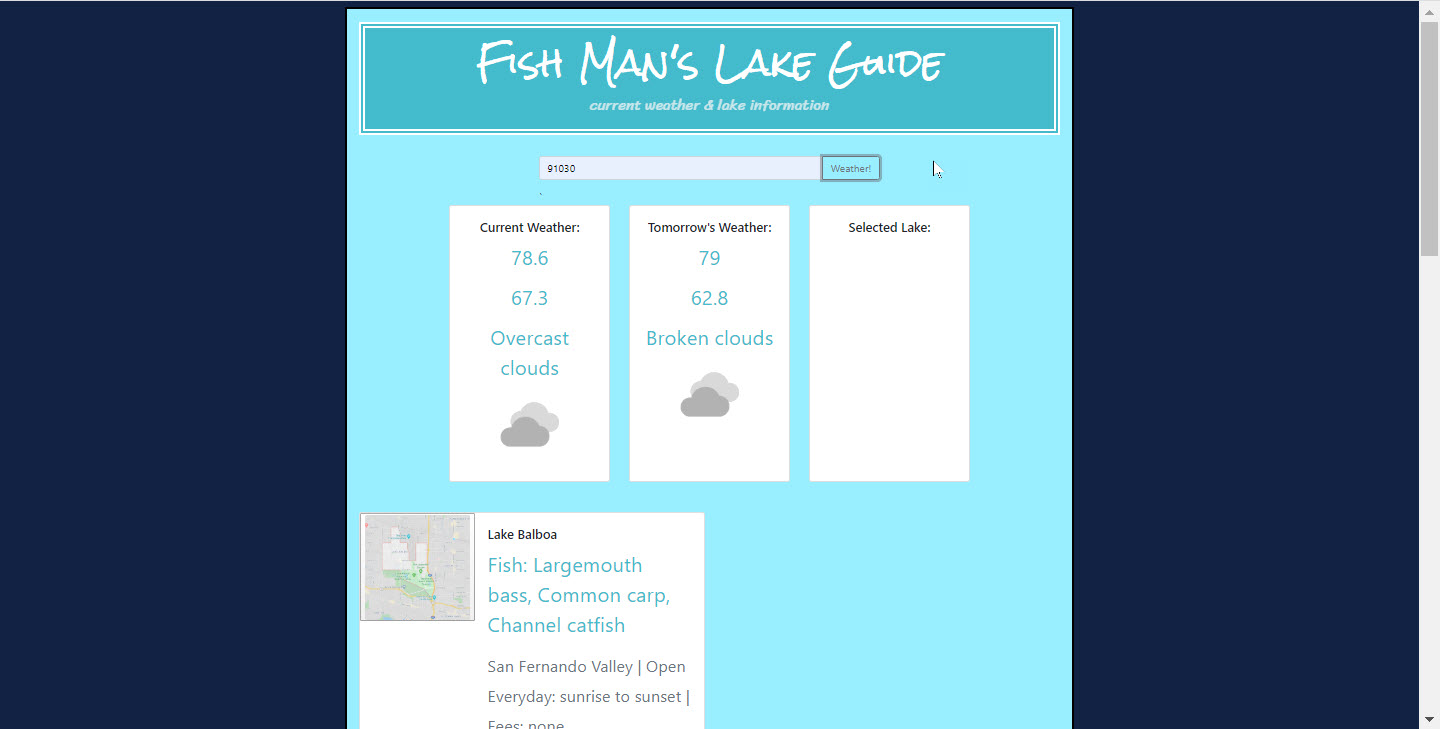 Fish Man's Lake Guide
current weather & lake information
91030
Weather!
Current Weather:
78.6
67.3
Overcast
clouds
Tomorrow's Weather:
79
62.8
Broken clouds
Selected Lake:
Lake Balboa
Fish: Largemouth
bass, Common carp,
Channel catfish
San Fernando Valley | Open
Everyday: sunrise to sunset |
Fees: none